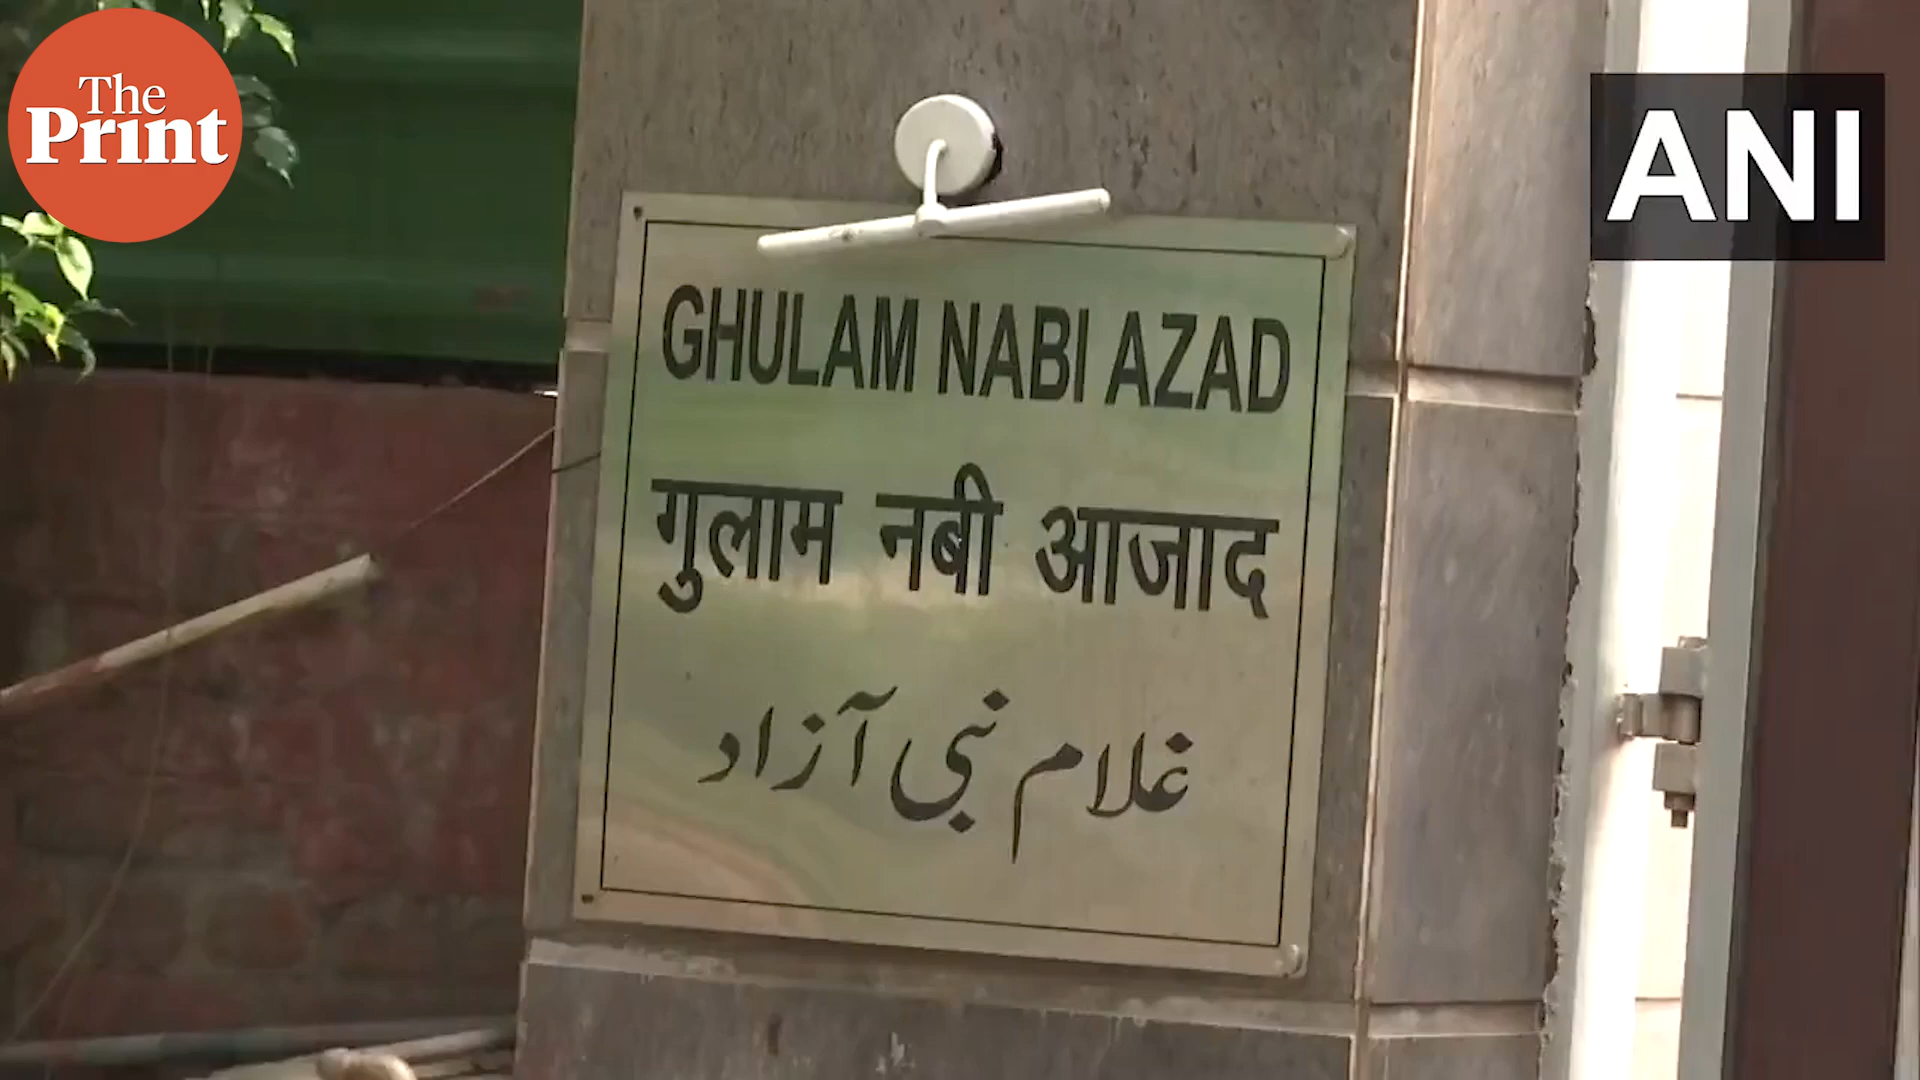 The
Print
ANI
GHULAM NABI AZAD
गुलाम नबी आजाद
غلام نبی آزاد